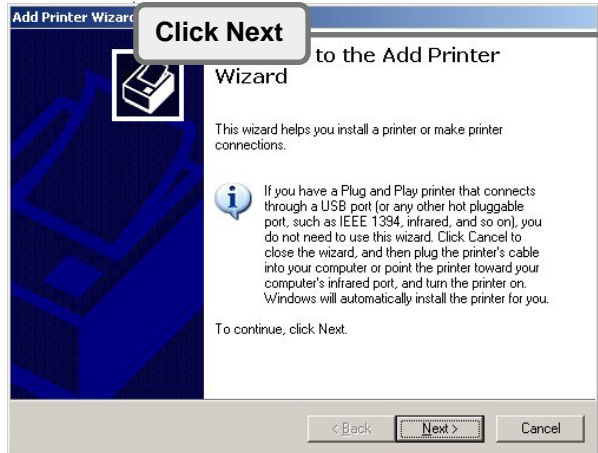 Add Printer Wizard
Click Next
to the Add Printer
Wizard
This wizard helps you install a printer or make printer
connections.
If you have a Plug and Play printer that connects
through a USB port (or any other hot pluggable
port, such as IEEE 1394, infrared, and so on), you
do not need to use this wizard. Click Cancel to
close the wizard, and then plug the printer's cable
into your computer or point the printer toward your
computer's infrared port, and turn the printer on.
Windows will automatically install the printer for you.
To continue, click Next.
< Back
Next >
Cancel